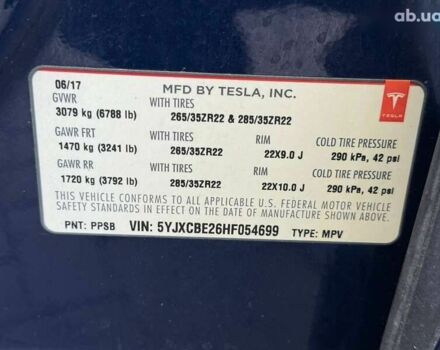 ab.ua
06/17
MFD BY TESLA, INC.
TESLA
GVWR WITH TIRES
3079 kg (6788 lb) 265/35ZR22 & 285/35ZR22
GAWR FRT WITH TIRES RIM COLD TIRE PRESSURE
1470 kg (3241 lb) 265/35ZR22 22X9.0 J 290 kPa, 42 psi
GAWR RR WITH TIRES RIM COLD TIRE PRESSURE
1720 kg (3792 lb) 285/35ZR22 22X10.0 J 290 kPa, 42 psi
THIS VEHICLE CONFORMS TO ALL APPLICABLE U.S. FEDERAL MOTOR VEHICLE
SAFETY STANDARDS IN EFFECT ON THE DATE OF MANUFACTURE SHOWN ABOVE.
PNT: PPSB VIN: 5YJXCBE26HF054699 TYPE: MPV